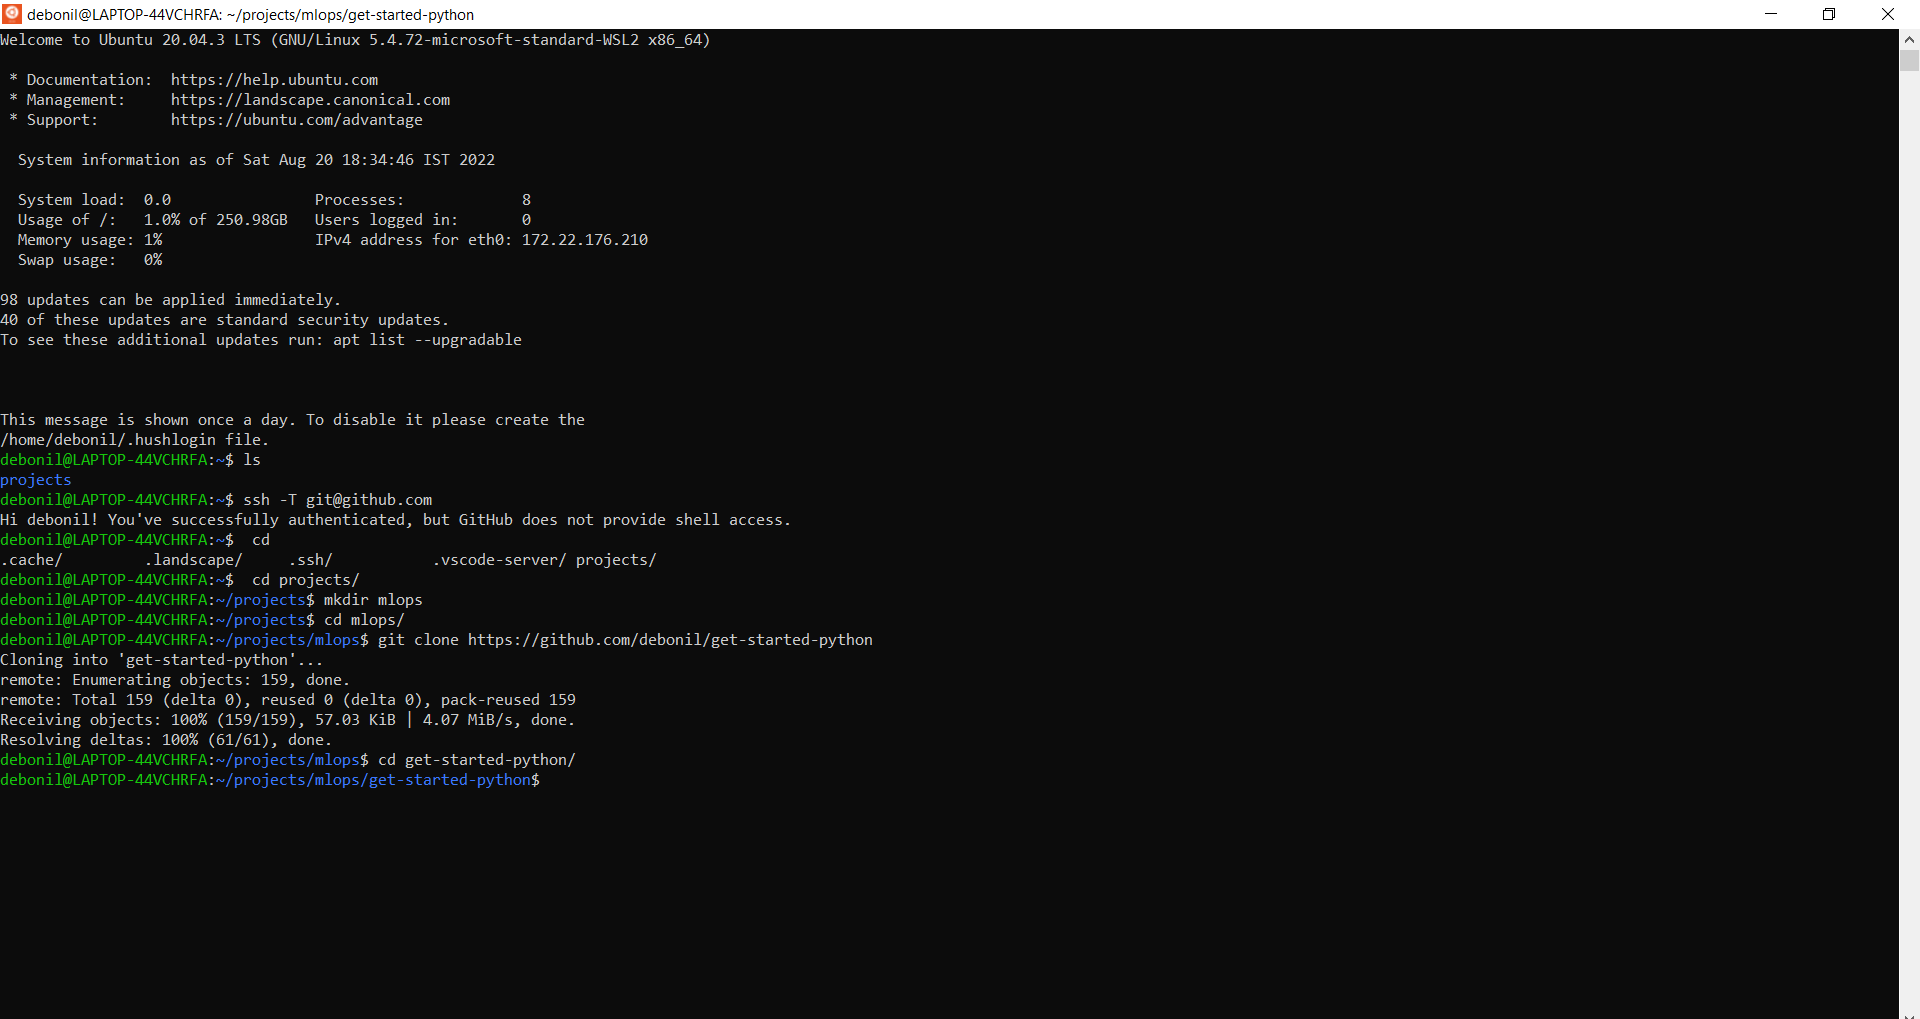 debonil@LAPTOP-44VCHRFA: ~/projects/mlops/get-started-python
Welcome to Ubuntu 20.04.3 LTS (GNU/Linux 5.4.72-microsoft-standard-WSL2 x86_64)
* Documentation:  https://help.ubuntu.com
* Management:     https://landscape.canonical.com
* Support:        https://ubuntu.com/advantage
System information as of Sat Aug 20 18:34:46 IST 2022
System load:  0.0                Processes:             8
Usage of /:   1.0% of 250.98GB   Users logged in:       0
Memory usage: 1%                 IPv4 address for eth0: 172.22.176.210
Swap usage:   0%
98 updates can be applied immediately.
40 of these updates are standard security updates.
To see these additional updates run: apt list --upgradable
This message is shown once a day. To disable it please create the
/home/debonil/.hushlogin file.
debonil@LAPTOP-44VCHRFA:~$ ls
projects
debonil@LAPTOP-44VCHRFA:~$ ssh -T git@github.com
Hi debonil! You've successfully authenticated, but GitHub does not provide shell access.
debonil@LAPTOP-44VCHRFA:~$  cd
.cache/         .landscape/     .ssh/           .vscode-server/ projects/
debonil@LAPTOP-44VCHRFA:~$  cd projects/
debonil@LAPTOP-44VCHRFA:~/projects$ mkdir mlops
debonil@LAPTOP-44VCHRFA:~/projects$ cd mlops/
debonil@LAPTOP-44VCHRFA:~/projects/mlops$ git clone https://github.com/debonil/get-started-python
Cloning into 'get-started-python'...
remote: Enumerating objects: 159, done.
remote: Total 159 (delta 0), reused 0 (delta 0), pack-reused 159
Receiving objects: 100% (159/159), 57.03 KiB | 4.07 MiB/s, done.
Resolving deltas: 100% (61/61), done.
debonil@LAPTOP-44VCHRFA:~/projects/mlops$ cd get-started-python/
debonil@LAPTOP-44VCHRFA:~/projects/mlops/get-started-python$